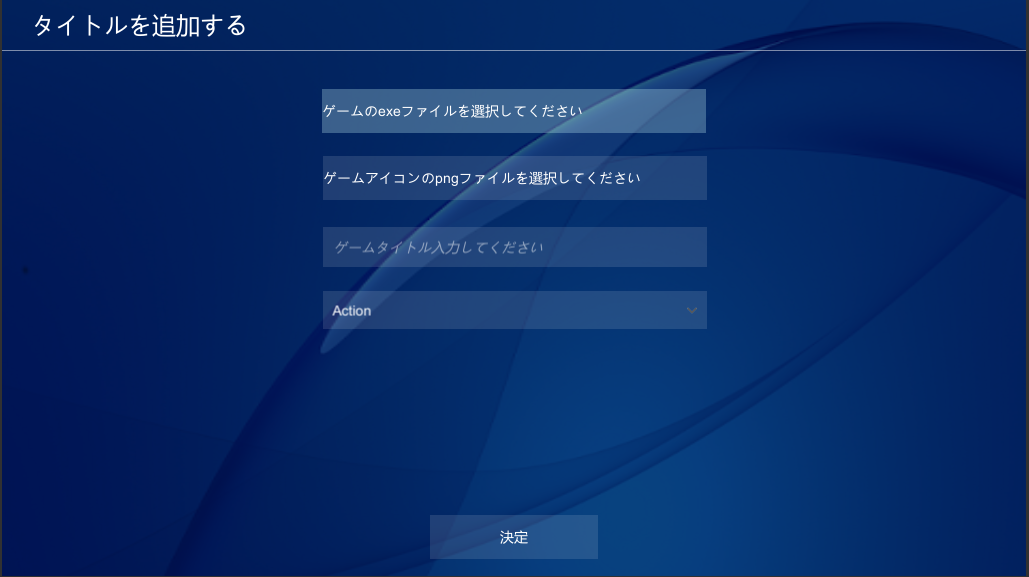 タイトルを追加する
ゲームのexeファイルを選択してください
ゲームアイコンのpngファイルを選択してください
ゲームタイトル入力してください
Action
決定